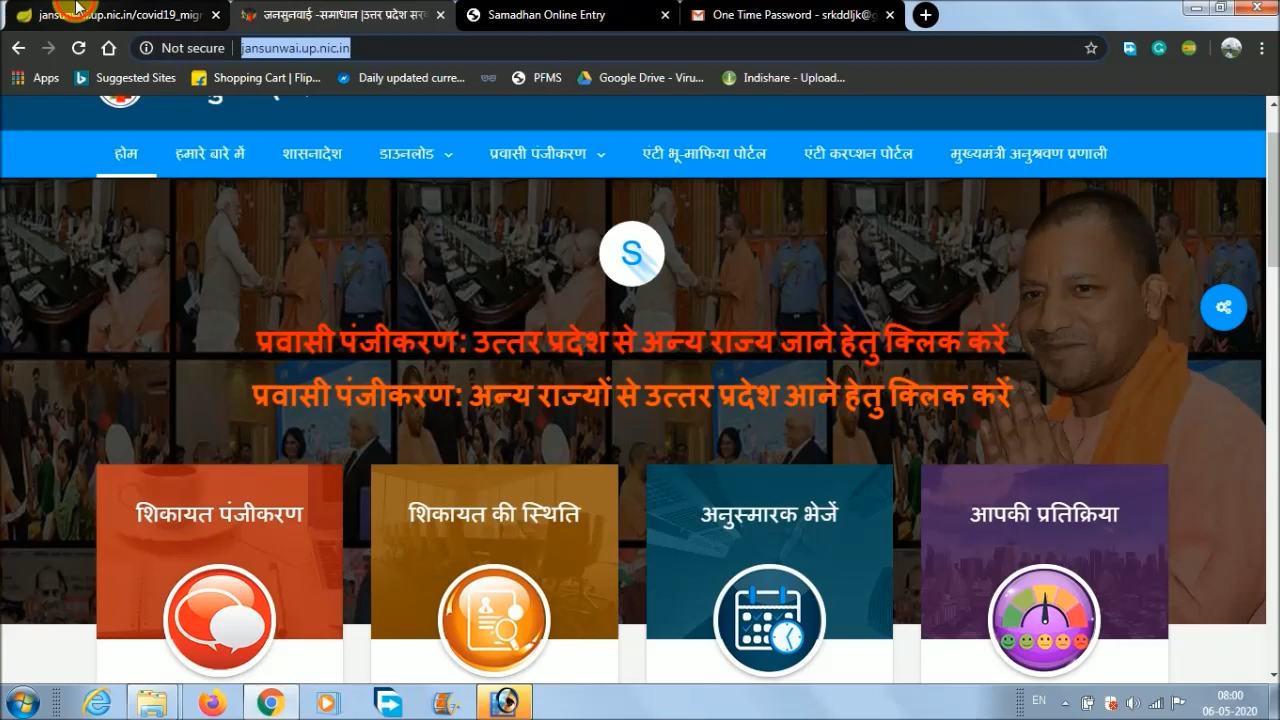 jansunwai.up.nic.in/covid19_migr
जनसुनवाई -समाधान |उत्तर प्रदेश सरक
Samadhan Online Entry
One Time Password - srkddljk@g
Not secure
jansunwai.up.nic.in
Apps
Suggested Sites
Shopping Cart | Flip...
Daily updated curre...
PFMS
Google Drive - Viru...
Indishare - Upload...
होम
हमारे बारे में
शासनादेश
डाउनलोड
प्रवासी पंजीकरण
एंटी भू-माफिया पोर्टल
एंटी करप्शन पोर्टल
मुख्यमंत्री अनुश्रवण प्रणाली
S
प्रवासी पंजीकरण: उत्तर प्रदेश से अन्य राज्य जाने हेतु क्लिक करें
प्रवासी पंजीकरण: अन्य राज्यों से उत्तर प्रदेश आने हेतु क्लिक करें
शिकायत पंजीकरण
शिकायत की स्थिति
अनुस्मारक भेजें
आपकी प्रतिक्रिया
EN
08:00
06-05-2020